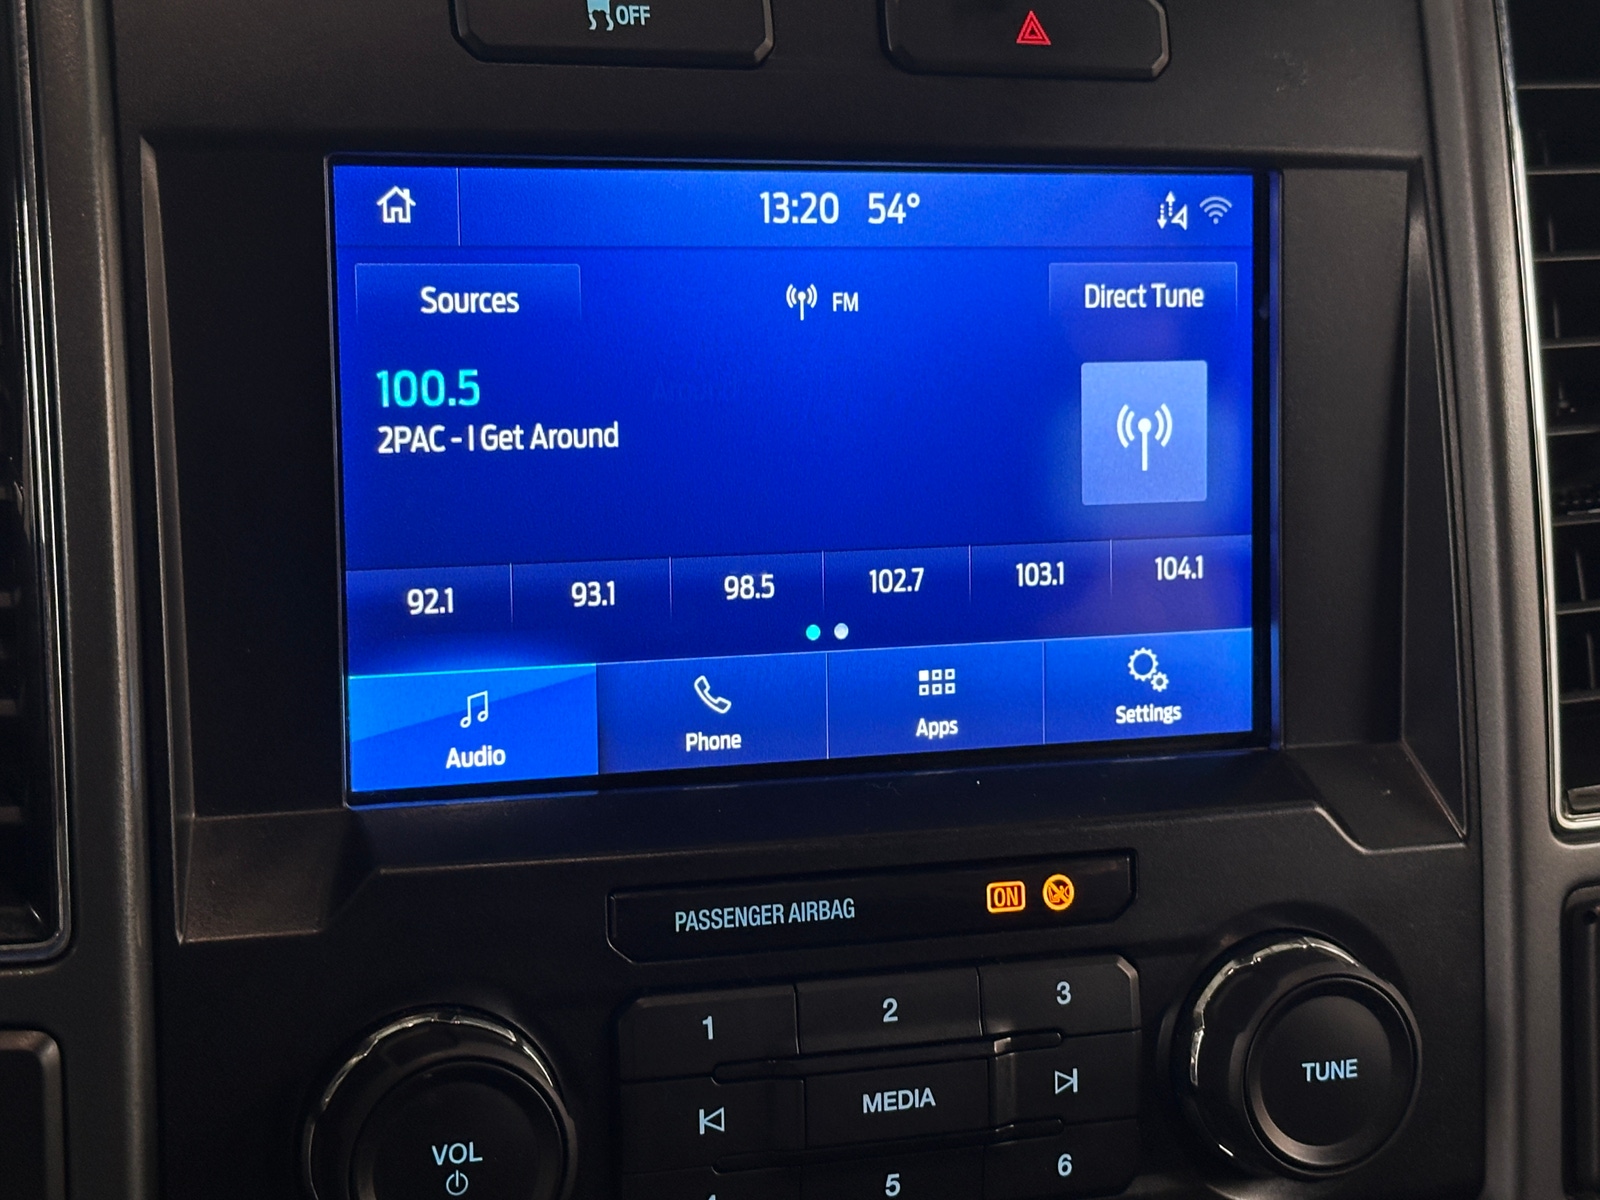 OFF
13:20 54°
Sources FM Direct Tune
100.5
2PAC - I Get Around
92.1 93.1 98.5 102.7 103.1 104.1
Audio Phone Apps Settings
PASSENGER AIRBAG ON
1 2 3
MEDIA
TUNE
VOL
5 6